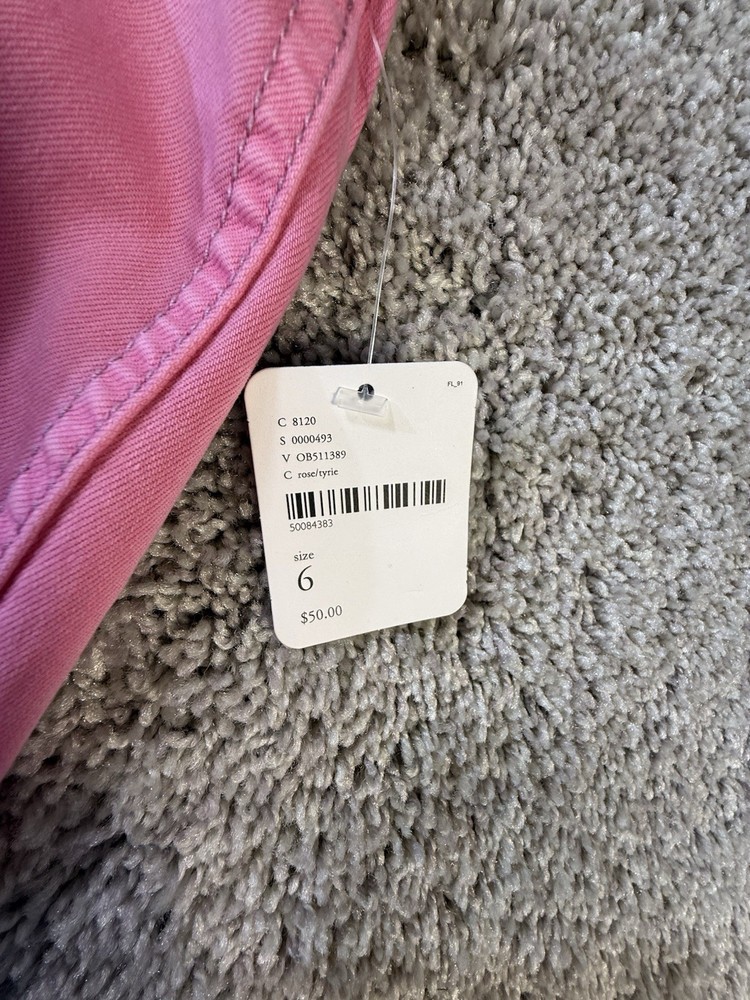 FL_91
C 8120
S 0000493
V OB511389
C rose/tyrie
50084383
size
6
$50.00